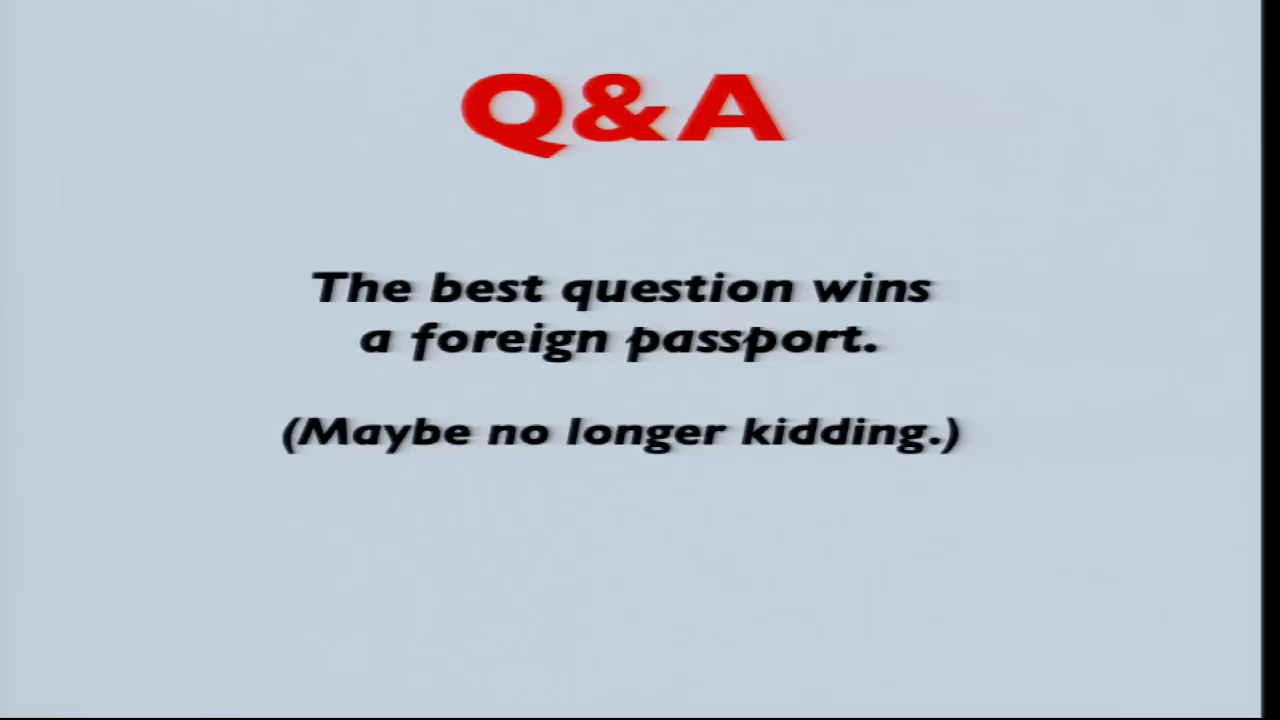 Q&A
The best question wins
a foreign passport.
(Maybe no longer kidding.)